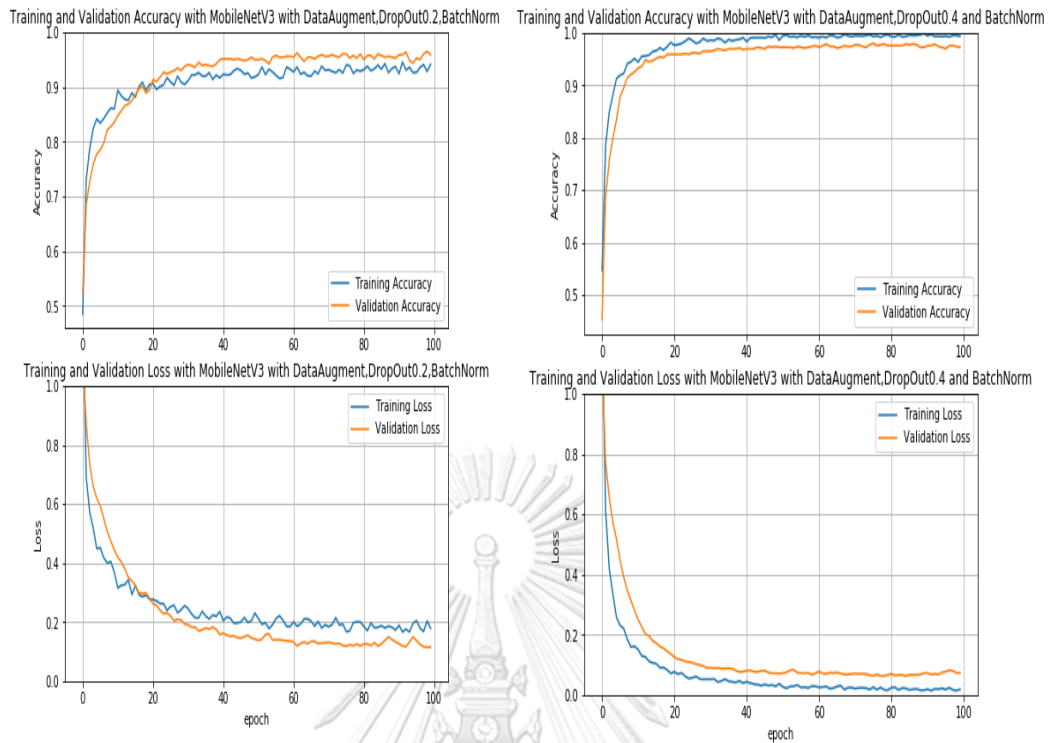 Training and Validation Accuracy with MobileNetV3 with DataAugment,DropOut0.2,BatchNorm
1.0
0.9
0.8
0.7
0.6
0.5
Accuracy
Training Accuracy
Validation Accuracy
0 20 40 60 80 100
Training and Validation Accuracy with MobileNetV3 with DataAugment,DropOut0.4 and BatchNorm
1.0
0.9
0.8
0.7
0.6
0.5
Accuracy
Training Accuracy
Validation Accuracy
0 20 40 60 80 100
Training and Validation Loss with MobileNetV3 with DataAugment,DropOut0.2,BatchNorm
1.0
0.8
0.6
0.4
0.2
0.0
Loss
Training Loss
Validation Loss
0 20 40 60 80 100
epoch
Training and Validation Loss with MobileNetV3 with DataAugment,DropOut0.4 and BatchNorm
1.0
0.8
0.6
0.4
0.2
0.0
Loss
Training Loss
Validation Loss
0 20 40 60 80 100
epoch